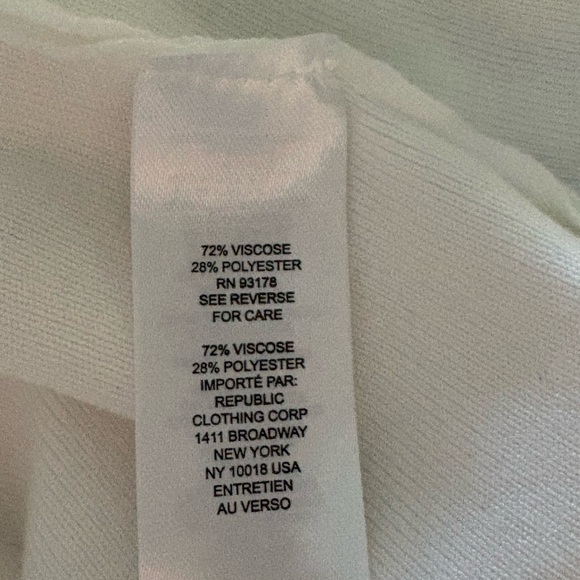 72% VISCOSE
28% POLYESTER
RN 93178
SEE REVERSE
FOR CARE
72% VISCOSE
28% POLYESTER
IMPORTÉ PAR:
REPUBLIC
CLOTHING CORP
1411 BROADWAY
NEW YORK
NY 10018 USA
ENTRETIEN
AU VERSO